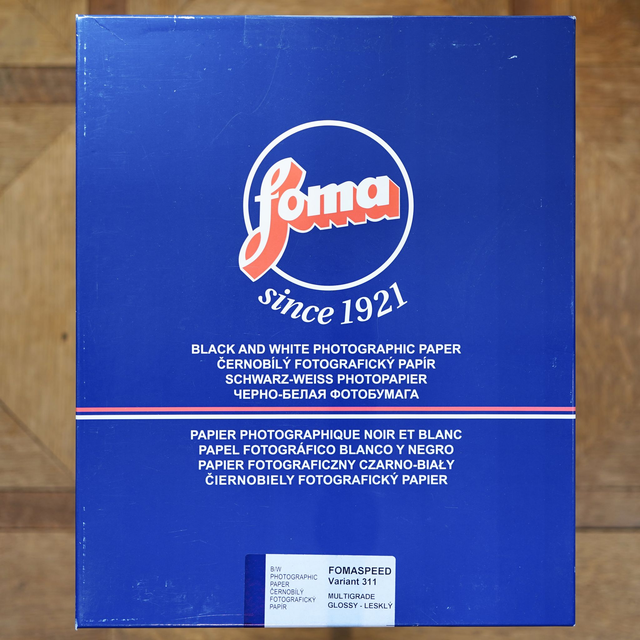 foma
since 1921
BLACK AND WHITE PHOTOGRAPHIC PAPER
ČERNOBÍLÝ FOTOGRAFICKÝ PAPÍR
SCHWARZ-WEISS PHOTOPAPIER
ЧЕРНО-БЕЛАЯ ФОТОБУМАГА
PAPIER PHOTOGRAPHIQUE NOIR ET BLANC
PAPEL FOTOGRÁFICO BLANCO Y NEGRO
PAPIER FOTOGRAFICZNY CZARNO-BIAŁY
ČIERNOBIELY FOTOGRAFICKÝ PAPIER
B/W
PHOTOGRAPHIC
PAPER
ČERNOBÍLÝ
FOTOGRAFICKÝ
PAPÍR
FOMASPEED
Variant 311
MULTIGRADE
GLOSSY - LESKLÝ